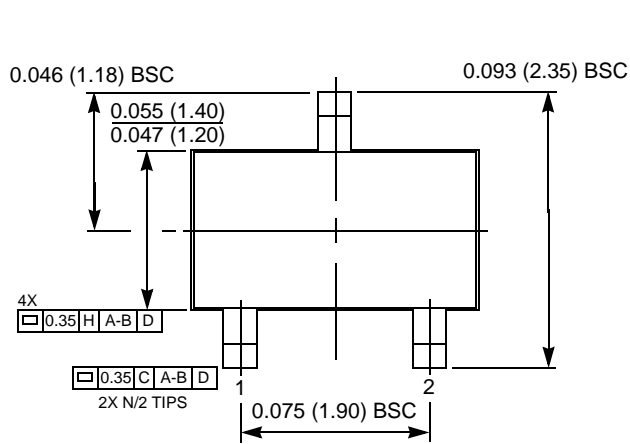 0.046 (1.18) BSC
0.093 (2.35) BSC
0.055 (1.40)
0.047 (1.20)
4X
0.35 H A-B D
0.35 C A-B D
2X N/2 TIPS
1
2
0.075 (1.90) BSC